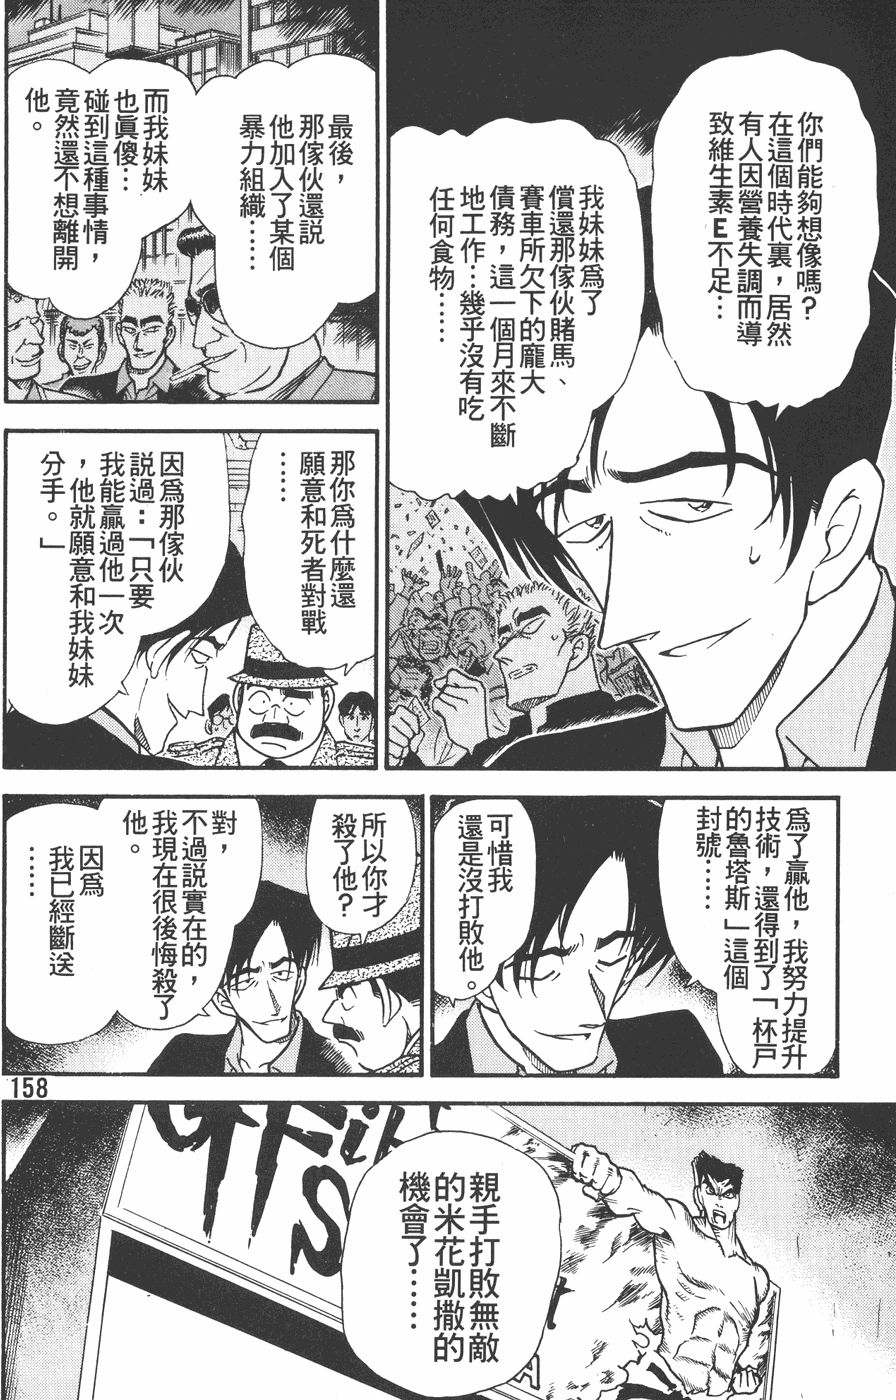 你們能夠想像嗎?
在這個時代裏,居然
有人因營養失調而導
致維生素E不足…
我妹妹爲了
償還那傢伙賭馬、
賽車所欠下的龐大
債務,這一個月來不斷
地工作…幾乎沒有吃
任何食物……
最後,
那傢伙還說
他加入了某個
暴力組織……
而我妹妹
也眞傻…
碰到這種事情,
竟然還不想離開
他。
那你爲什麼還
願意和死者對戰
……
因爲那傢伙
説過:「只要
我能贏過他一次
,他就願意和我妹妹
分手。」
爲了贏他,我努力提升
技術,還得到了「杯戸
的魯塔斯」這個
封號……
可惜我
還是沒打敗他。
所以你才
殺了他?
對,
不過説實在的,
我現在很後悔殺了
他。
因爲
我已經斷送
……
158
親手打敗無敵
的米花凱撒的
機會了……